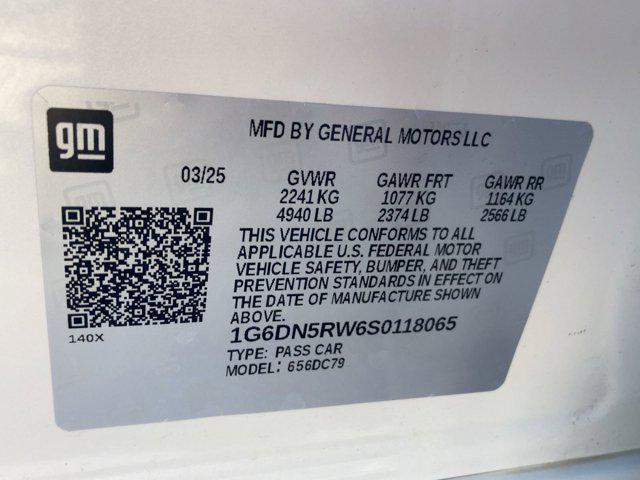 gm
MFD BY GENERAL MOTORS LLC
03/25 GVWR GAWR FRT GAWR RR
2241 KG 1077 KG 1164 KG
4940 LB 2374 LB 2566 LB
THIS VEHICLE CONFORMS TO ALL
APPLICABLE U.S. FEDERAL MOTOR
VEHICLE SAFETY, BUMPER, AND THEFT
PREVENTION STANDARDS IN EFFECT ON
THE DATE OF MANUFACTURE SHOWN
ABOVE.
1G6DN5RW6S0118065
140X
TYPE: PASS CAR
MODEL: 656DC79